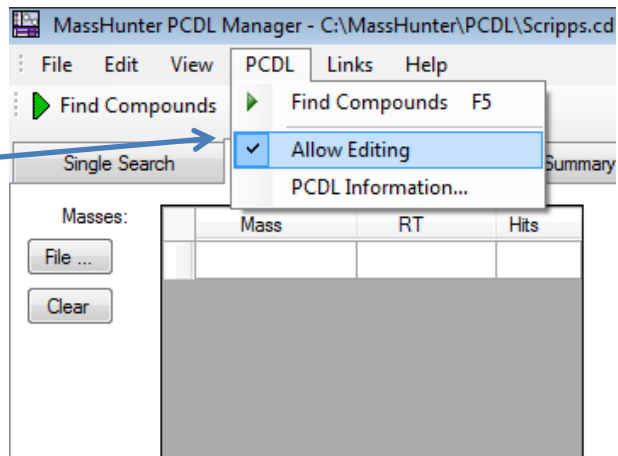 MassHunter PCDL Manager - C:\MassHunter\PCDL\Scripps.cd
File Edit View PCDL Links Help
Find Compounds
Find Compounds F5
Allow Editing
PCDL Information...
Single Search
Summary
Masses:
File ...
Clear
Mass RT Hits